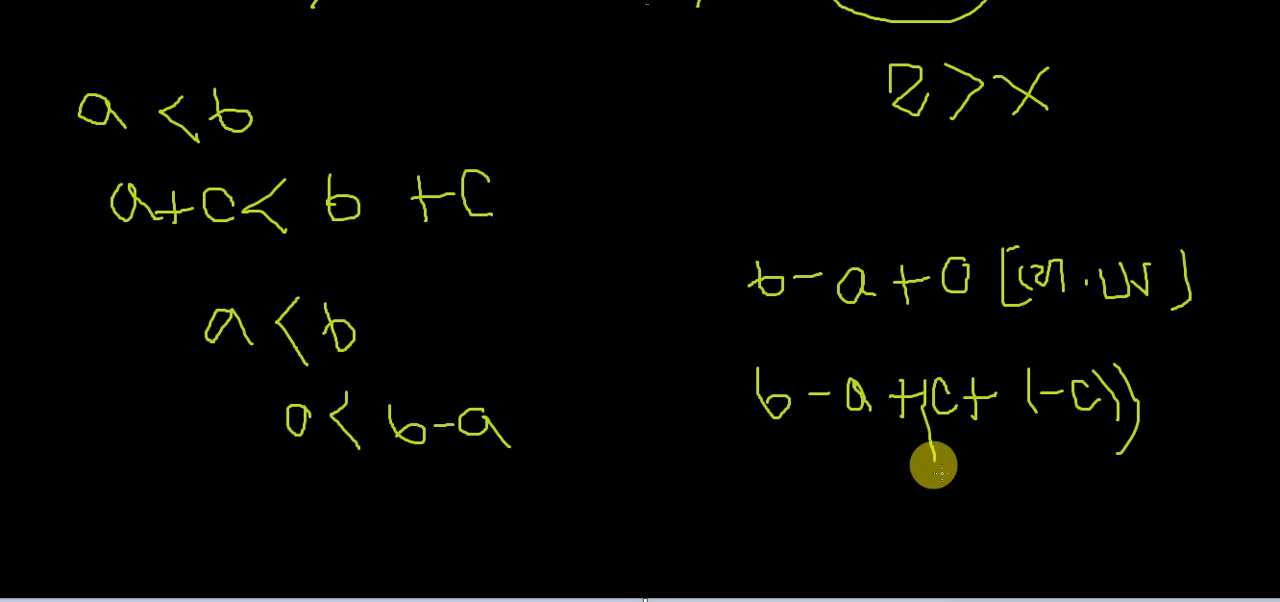 a < b
a+c < b +c
a < b
0 < b-a
2 > x
b - a + 0
b - a + (c + (-c))